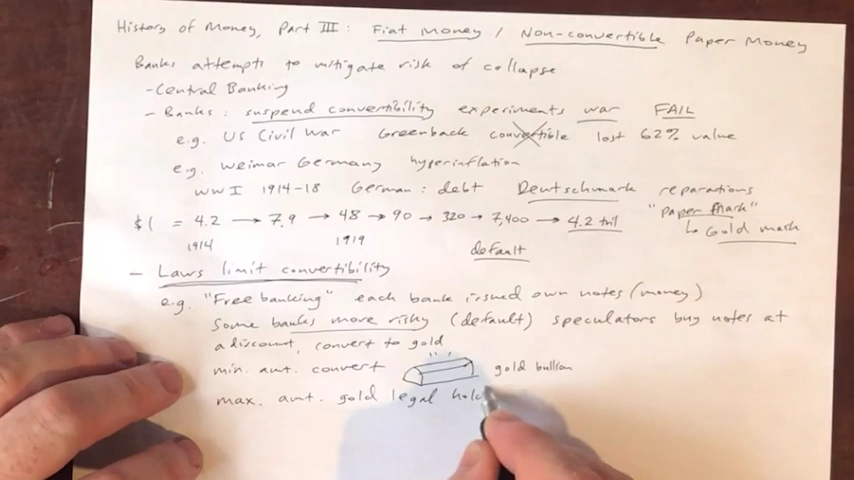 History of Money, Part III: Fiat Money / Non-convertible Paper Money
Banks attempts to mitigate risk of collapse
- Central Banking
- Banks: suspend convertibility experiments war FAIL
e.g. US Civil War Greenback convertible lost 62% value
e.g. Weimar Germany hyperinflation
WWI 1914-18 German: debt Deutschmark reparations
"Paper Mark"
$1 = 4.2 → 7.9 → 48 → 90 → 320 → 7,400 → 4.2 tril
↳ Gold mark
1914 1919 default
- Laws limit convertibility
e.g. "Free banking" each bank issued own notes (money)
some banks more risky (default) speculators buy notes at
a discount, convert to gold
min. amt. convert gold bullion
max. amt. gold legal hold